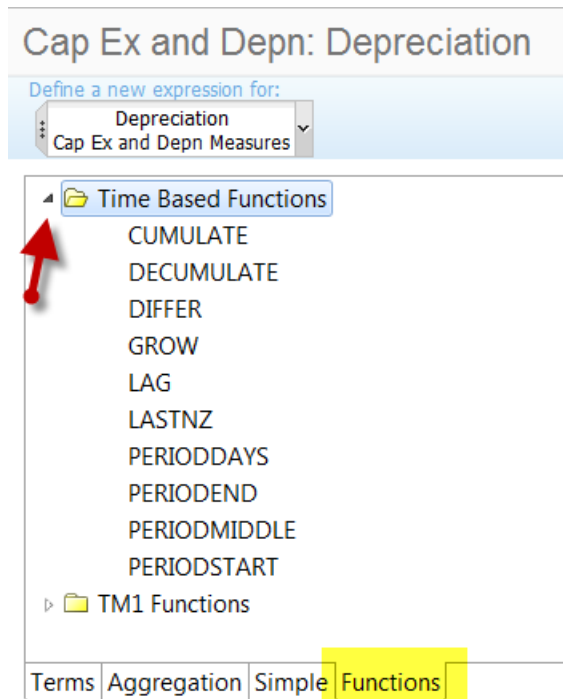 Cap Ex and Depn: Depreciation
Define a new expression for:
Depreciation
Cap Ex and Depn Measures
Time Based Functions
CUMULATE
DECUMULATE
DIFFER
GROW
LAG
LASTNZ
PERIODDAYS
PERIODEND
PERIODMIDDLE
PERIODSTART
TM1 Functions
Terms Aggregation Simple Functions